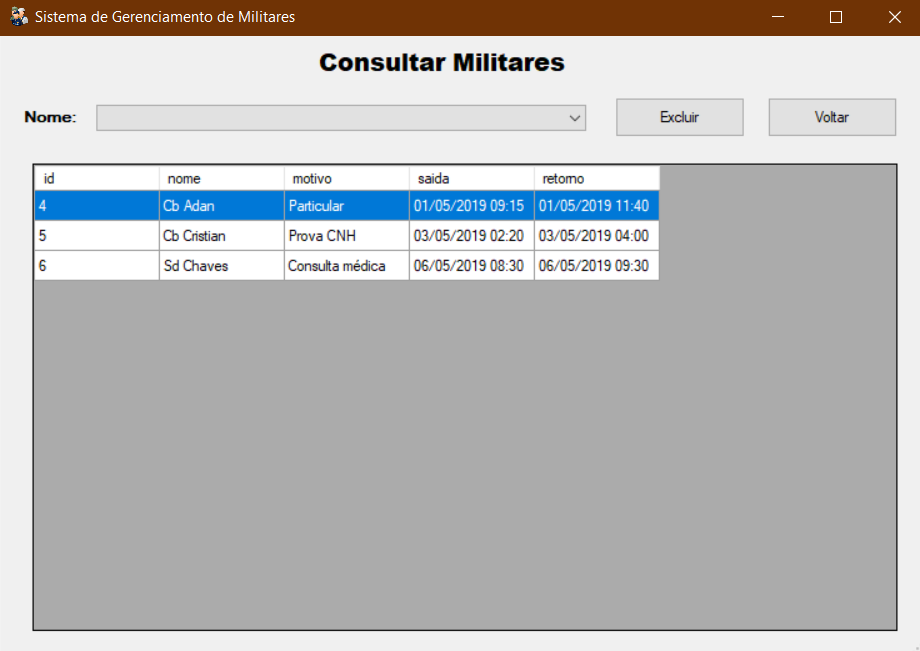 Sistema de Gerenciamento de Militares
Consultar Militares
Nome: Excluir Voltar
id nome motivo saida retorno
4 Cb Adan Particular 01/05/2019 09:15 01/05/2019 11:40
5 Cb Cristian Prova CNH 03/05/2019 02:20 03/05/2019 04:00
6 Sd Chaves Consulta médica 06/05/2019 08:30 06/05/2019 09:30